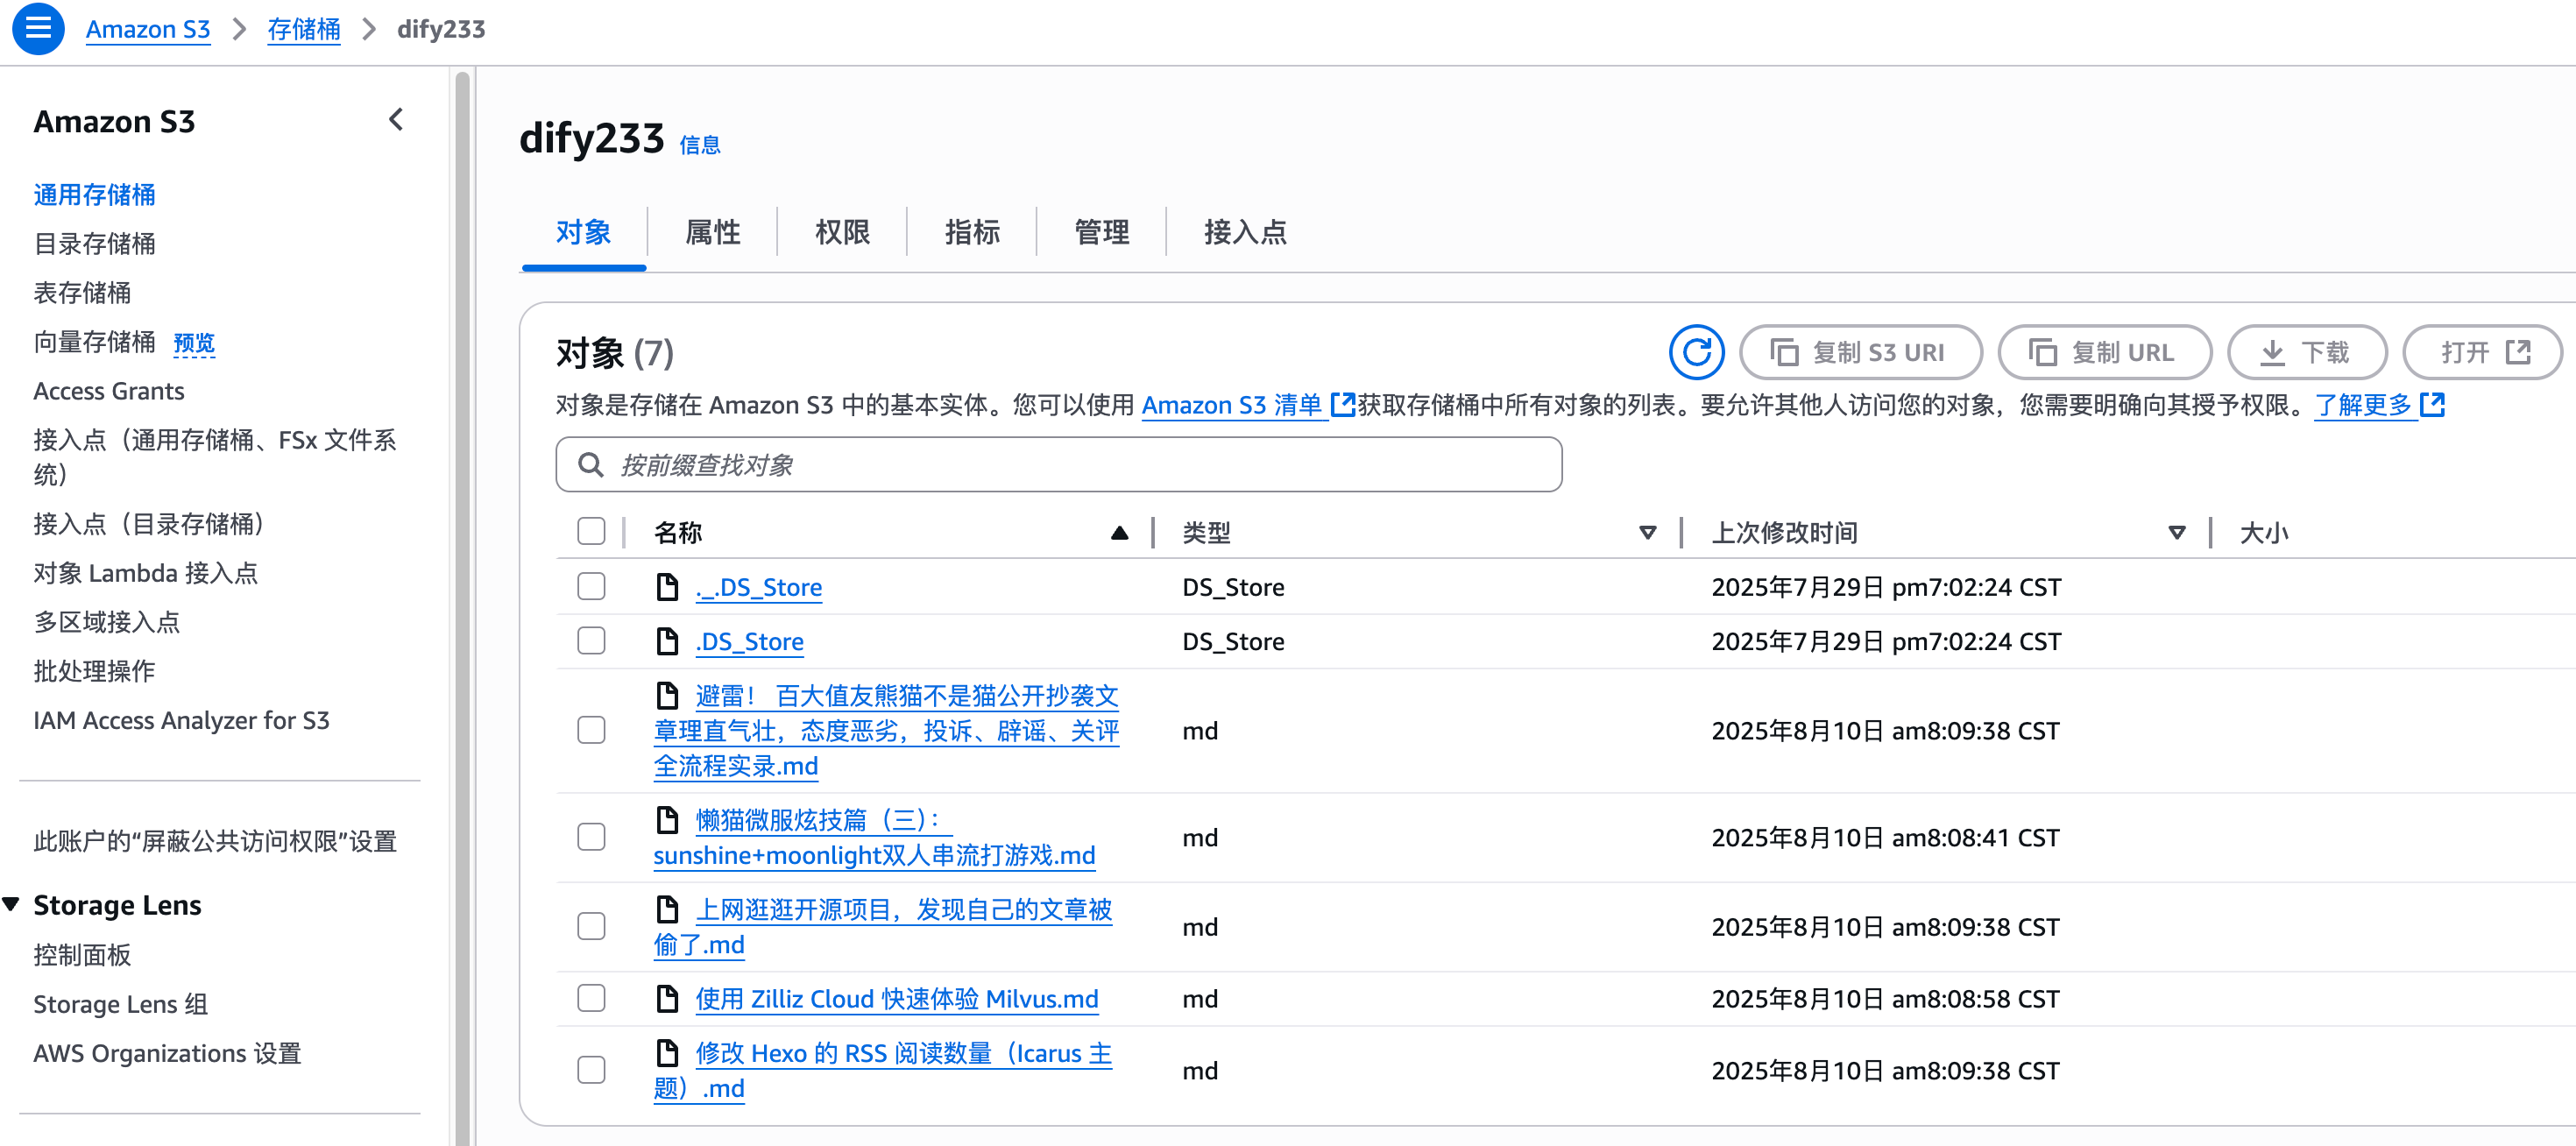 Amazon S3 > 存储桶 > dify233
Amazon S3
通用存储桶
目录存储桶
表存储桶
向量存储桶 预览
Access Grants
接入点（通用存储桶、FSx 文件系
统）
接入点（目录存储桶）
对象 Lambda 接入点
多区域接入点
批处理操作
IAM Access Analyzer for S3
此账户的“屏蔽公共访问权限”设置
Storage Lens
控制面板
Storage Lens 组
AWS Organizations 设置
dify233 信息
对象 属性 权限 指标 管理 接入点
对象 (7)
复制 S3 URI 复制 URL 下载 打开
对象是存储在 Amazon S3 中的基本实体。您可以使用 Amazon S3 清单 获取存储桶中所有对象的列表。要允许其他人访问您的对象，您需要明确向其授予权限。了解更多
按前缀查找对象
名称 类型 上次修改时间 大小
._.DS_Store DS_Store 2025年7月29日 pm7:02:24 CST
.DS_Store DS_Store 2025年7月29日 pm7:02:24 CST
避雷！ 百大值友熊猫不是猫公开抄袭文
章理直气壮，态度恶劣，投诉、辟谣、关评
全流程实录.md
md 2025年8月10日 am8:09:38 CST
懒猫微服炫技篇（三）：
sunshine+moonlight双人串流打游戏.md
md 2025年8月10日 am8:08:41 CST
上网逛逛开源项目，发现自己的文章被
偷了.md
md 2025年8月10日 am8:09:38 CST
使用 Zilliz Cloud 快速体验 Milvus.md md 2025年8月10日 am8:08:58 CST
修改 Hexo 的 RSS 阅读数量（Icarus 主
题）.md
md 2025年8月10日 am8:09:38 CST